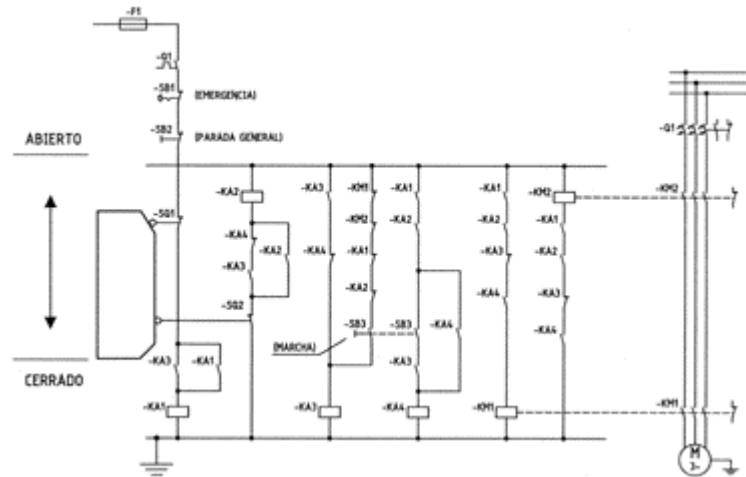 -F1
-Q1
-SB1 (EMERGENCIA)
-SB2 (PARADA GENERAL)
ABIERTO
-Q1
-KA2 -KA3 -KM1 -KA1 -KA1 -KM2 -KM2
-SQ1 -KM2 -KA2 -KA2 -KA1
-KA4 -KA2 -KA4 -KA1 -KA3 -KA2
-KA3
-KA2 -KA4 -KA3
-SQ2 -SB3 -SB3 -KA4 -KA4
(MARCHA)
-KA3 -KA1 -KA3
CERRADO
-KA1 -KA3 -KA4 -KM1 -KM1
M
3~